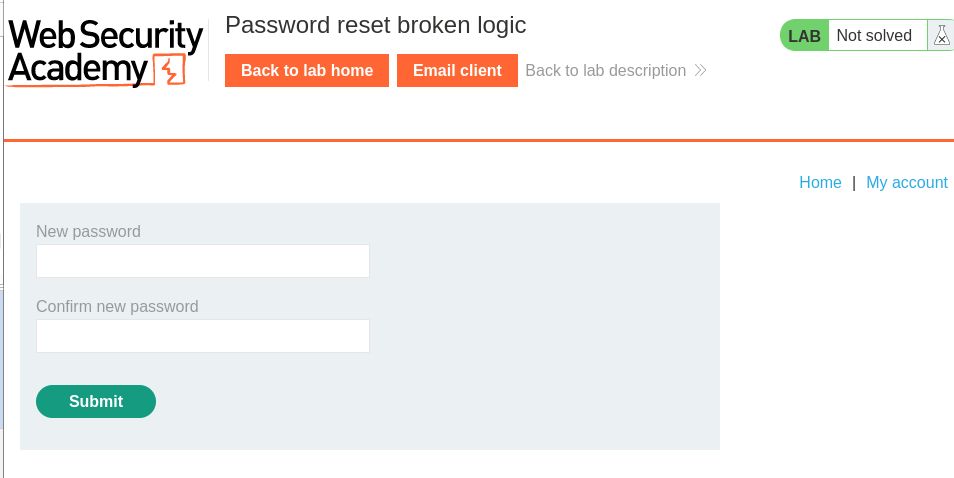 Web Security
Academy
Password reset broken logic
Back to lab home
Email client
Back to lab description
LAB
Not solved
Home | My account
New password
Confirm new password
Submit